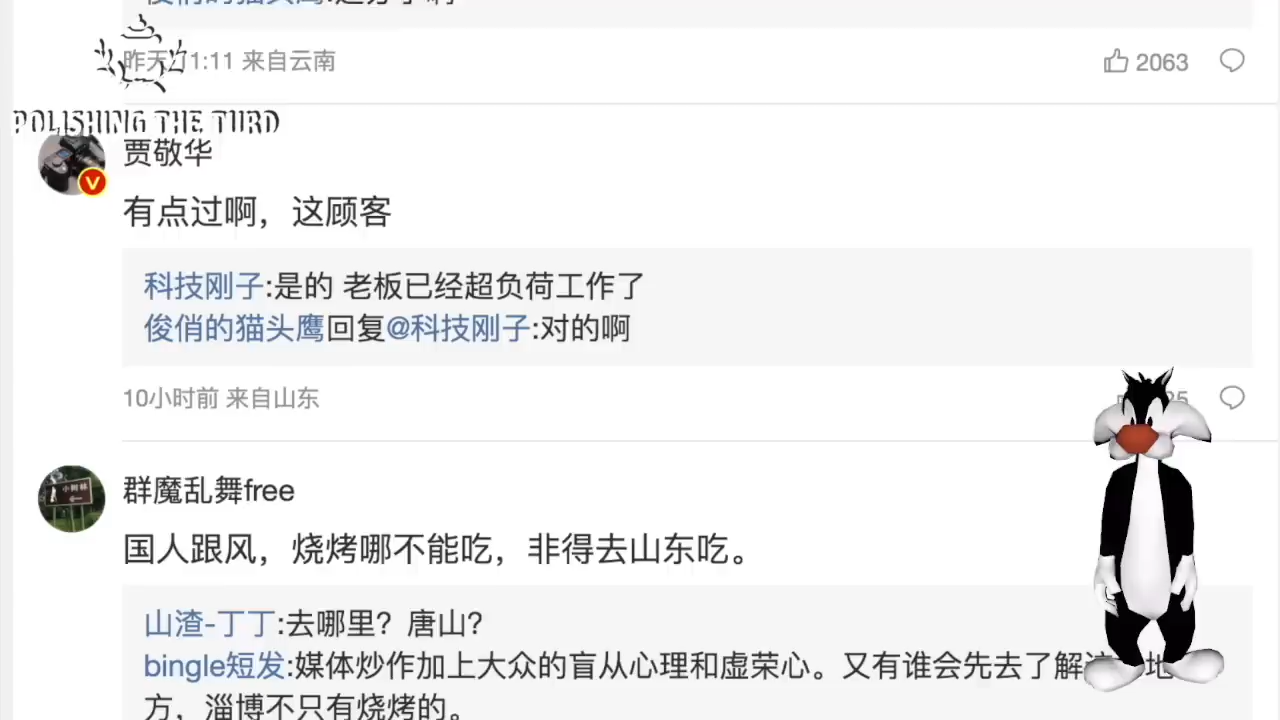 昨天 11:11 来自云南
2063
POLISHING THE TURD
贾敬华
有点过啊，这顾客
科技刚子:是的 老板已经超负荷工作了
俊俏的猫头鹰回复@科技刚子:对的啊
10小时前 来自山东
群魔乱舞free
国人跟风，烧烤哪不能吃，非得去山东吃。
山渣-丁丁:去哪里？唐山？
bingle短发:媒体炒作加上大众的盲从心理和虚荣心。又有谁会先去了解 地
方，淄博不只有烧烤的。